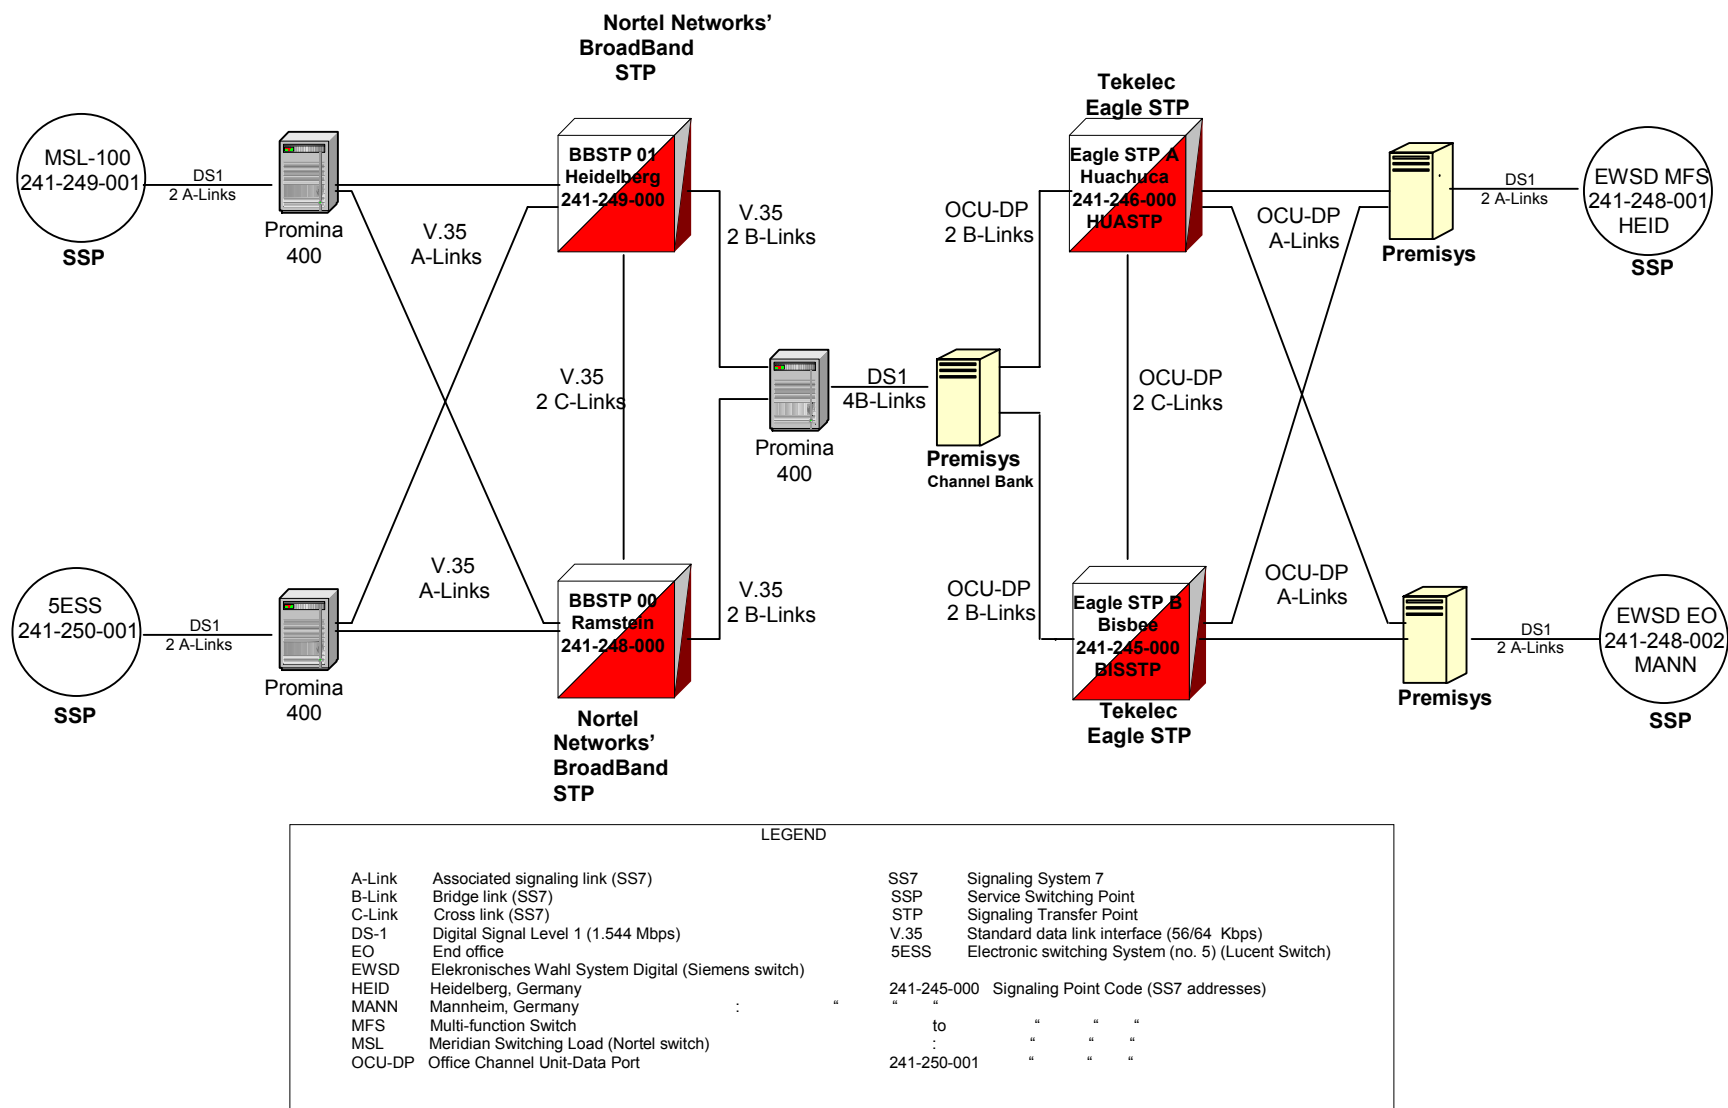 Nortel Networks’
BroadBand
STP
Tekelec
Eagle STP
MSL-100
241-249-001
SSP
DS1
2 A-Links
Promina
400
V.35
A-Links
BBSTP 01
Heidelberg
241-249-000
V.35
2 B-Links
OCU-DP
2 B-Links
Eagle STP A
Huachuca
241-246-000
HUASTP
OCU-DP
A-Links
Premisys
DS1
2 A-Links
EWSD MFS
241-248-001
HEID
SSP
V.35
2 C-Links
Promina
400
DS1
4B-Links
Premisys
Channel Bank
OCU-DP
2 C-Links
5ESS
241-250-001
SSP
DS1
2 A-Links
Promina
400
V.35
A-Links
BBSTP 00
Ramstein
241-248-000
Nortel
Networks’
BroadBand
STP
V.35
2 B-Links
OCU-DP
2 B-Links
Eagle STP B
Bisbee
241-245-000
BISSTP
Tekelec
Eagle STP
OCU-DP
A-Links
Premisys
DS1
2 A-Links
EWSD EO
241-248-002
MANN
SSP
LEGEND
A-Link Associated signaling link (SS7)
B-Link Bridge link (SS7)
C-Link Cross link (SS7)
DS-1 Digital Signal Level 1 (1.544 Mbps)
EO End office
EWSD Elekronisches Wahl System Digital (Siemens switch)
HEID Heidelberg, Germany
MANN Mannheim, Germany
MFS Multi-function Switch
MSL Meridian Switching Load (Nortel switch)
OCU-DP Office Channel Unit-Data Port
SS7 Signaling System 7
SSP Service Switching Point
STP Signaling Transfer Point
V.35 Standard data link interface (56/64 Kbps)
5ESS Electronic switching System (no. 5) (Lucent Switch)
241-245-000 Signaling Point Code (SS7 addresses)
: “ “ “
to “ “ “
: “ “ “
241-250-001 “ “ “